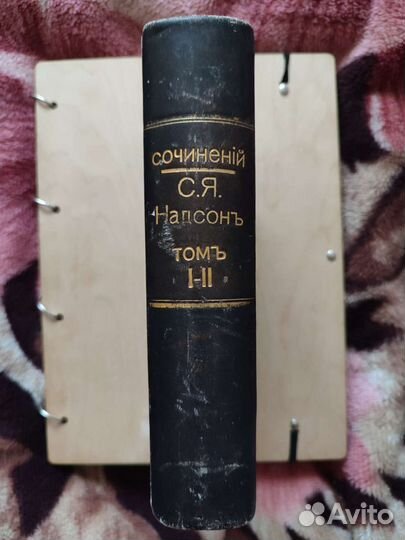 сочиненій
С.Я.
Надсонъ
томъ
I-II
Avito